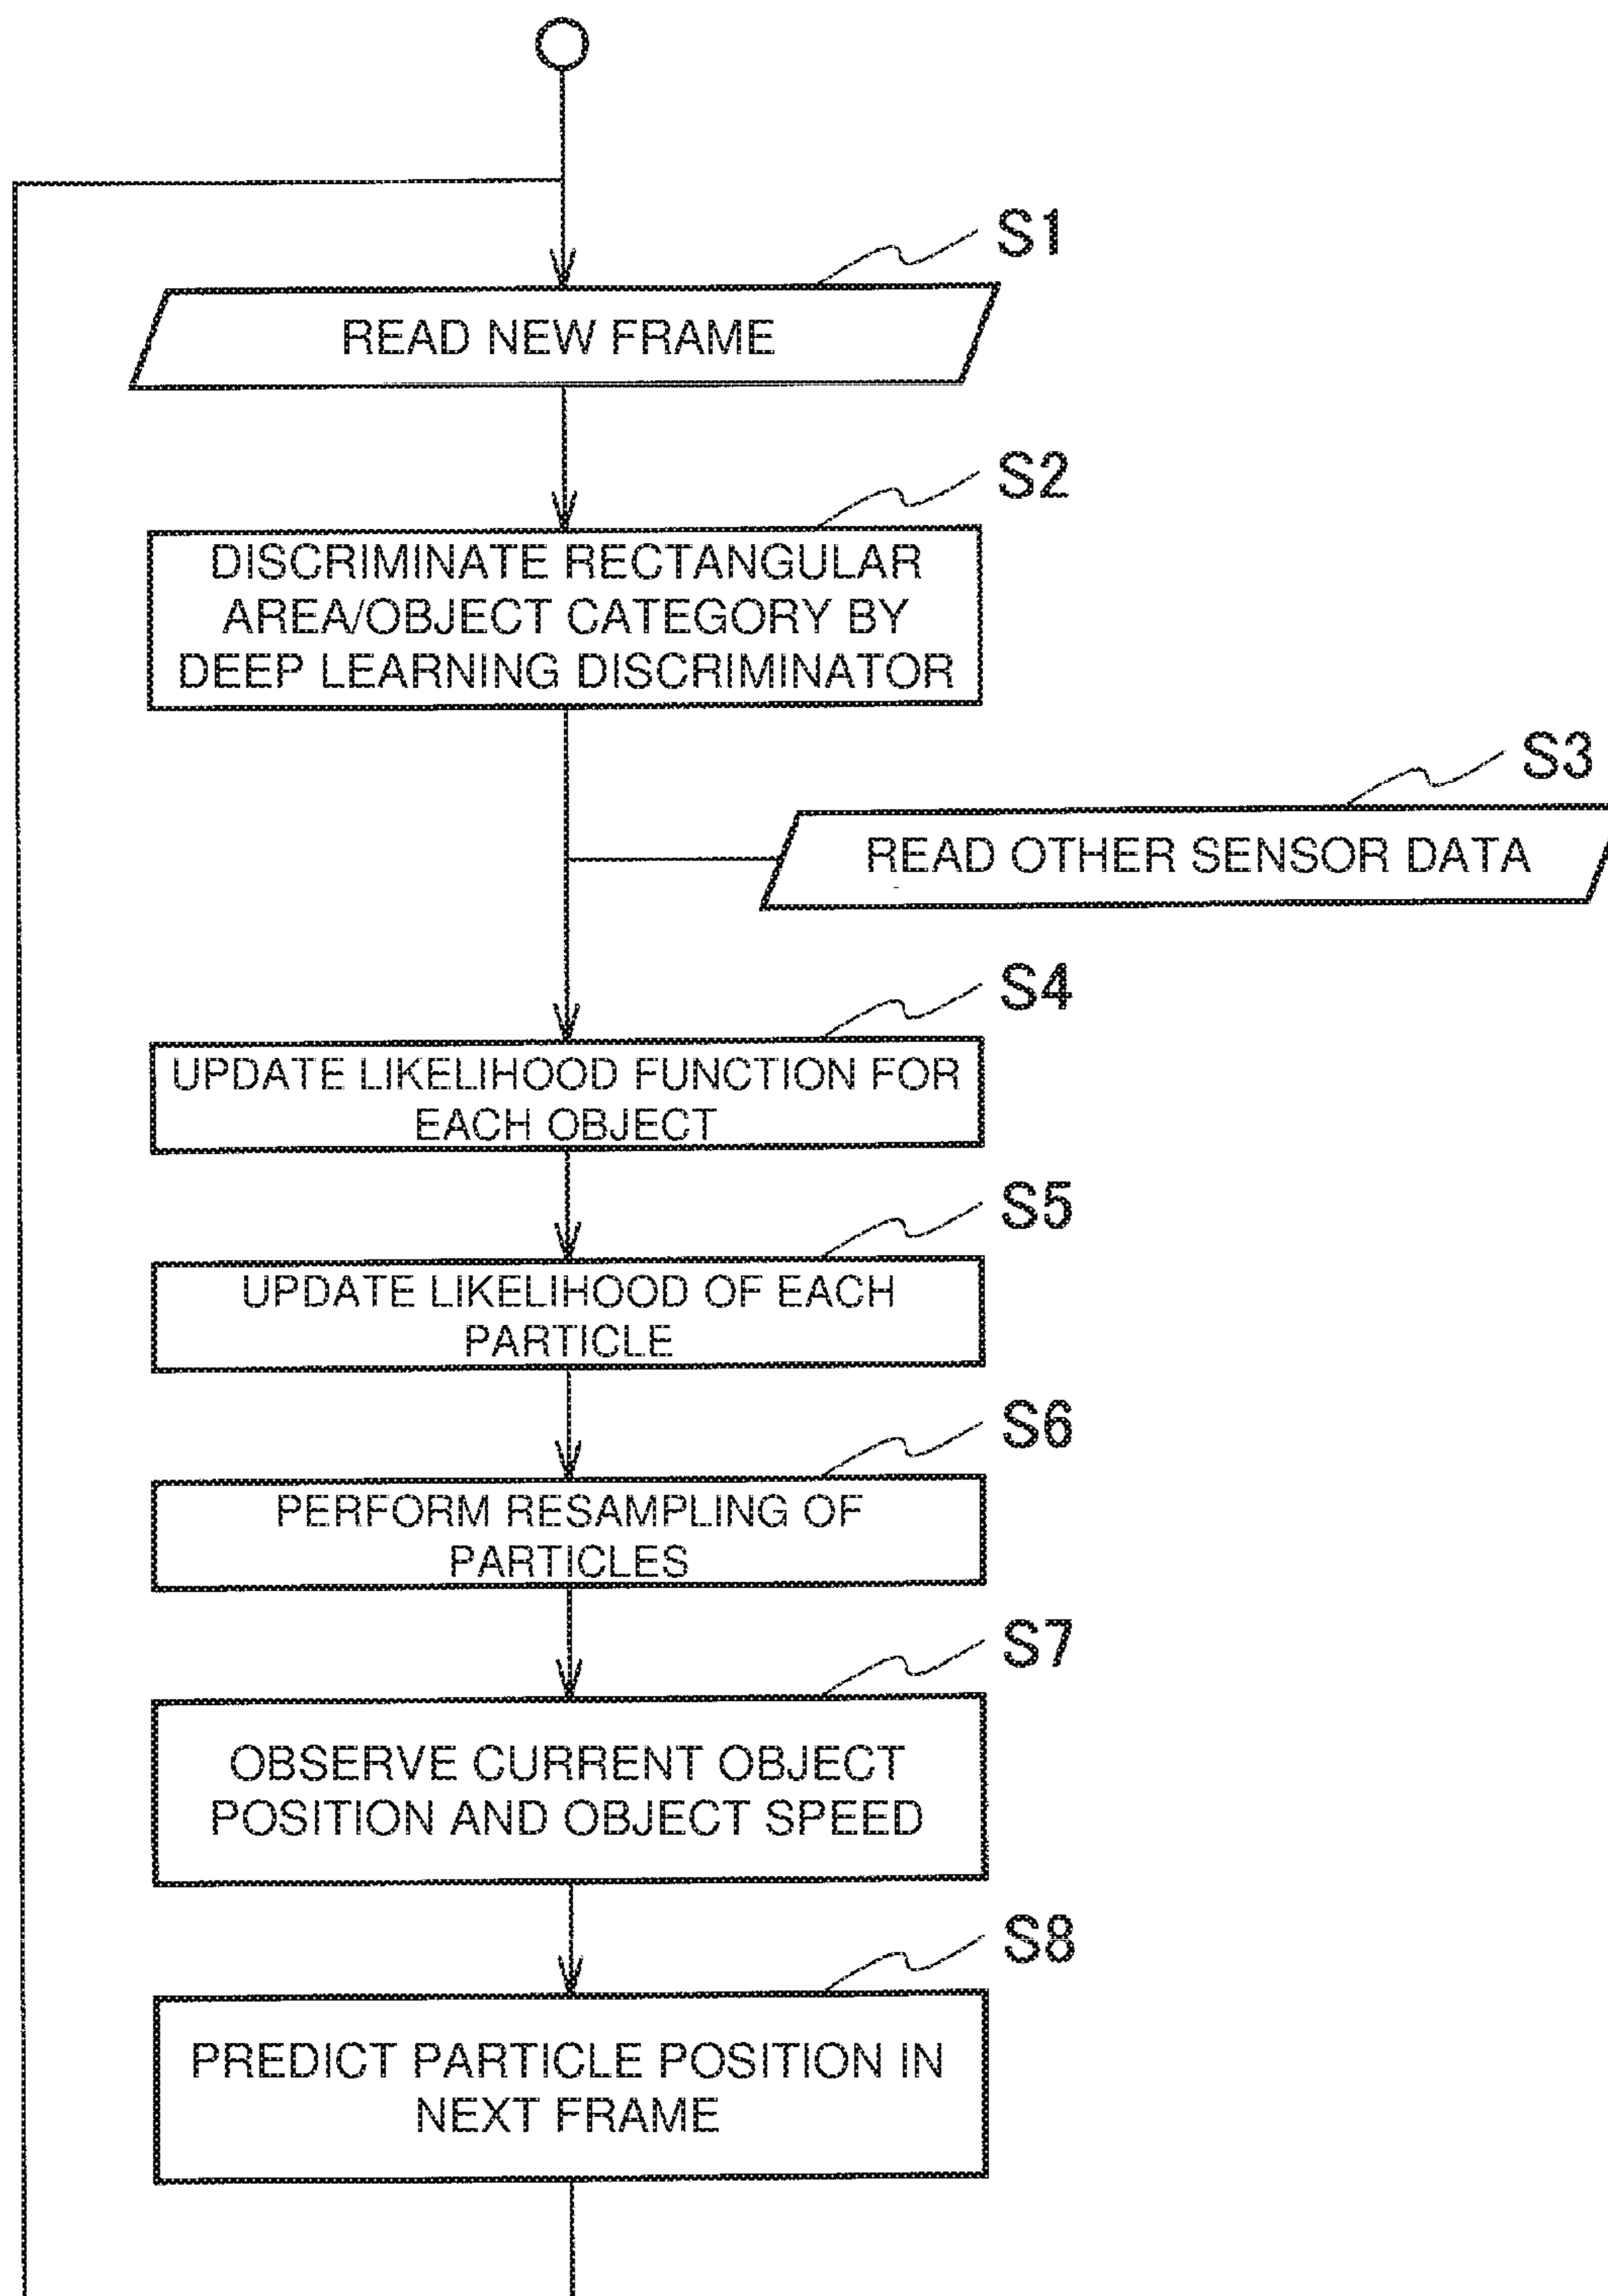 S1
READ NEW FRAME
S2
DISCRIMINATE RECTANGULAR
AREA/OBJECT CATEGORY BY
DEEP LEARNING DISCRIMINATOR
S3
READ OTHER SENSOR DATA
S4
UPDATE LIKELIHOOD FUNCTION FOR
EACH OBJECT
S5
UPDATE LIKELIHOOD OF EACH
PARTICLE
S6
PERFORM RESAMPLING OF
PARTICLES
S7
OBSERVE CURRENT OBJECT
POSITION AND OBJECT SPEED
S8
PREDICT PARTICLE POSITION IN
NEXT FRAME